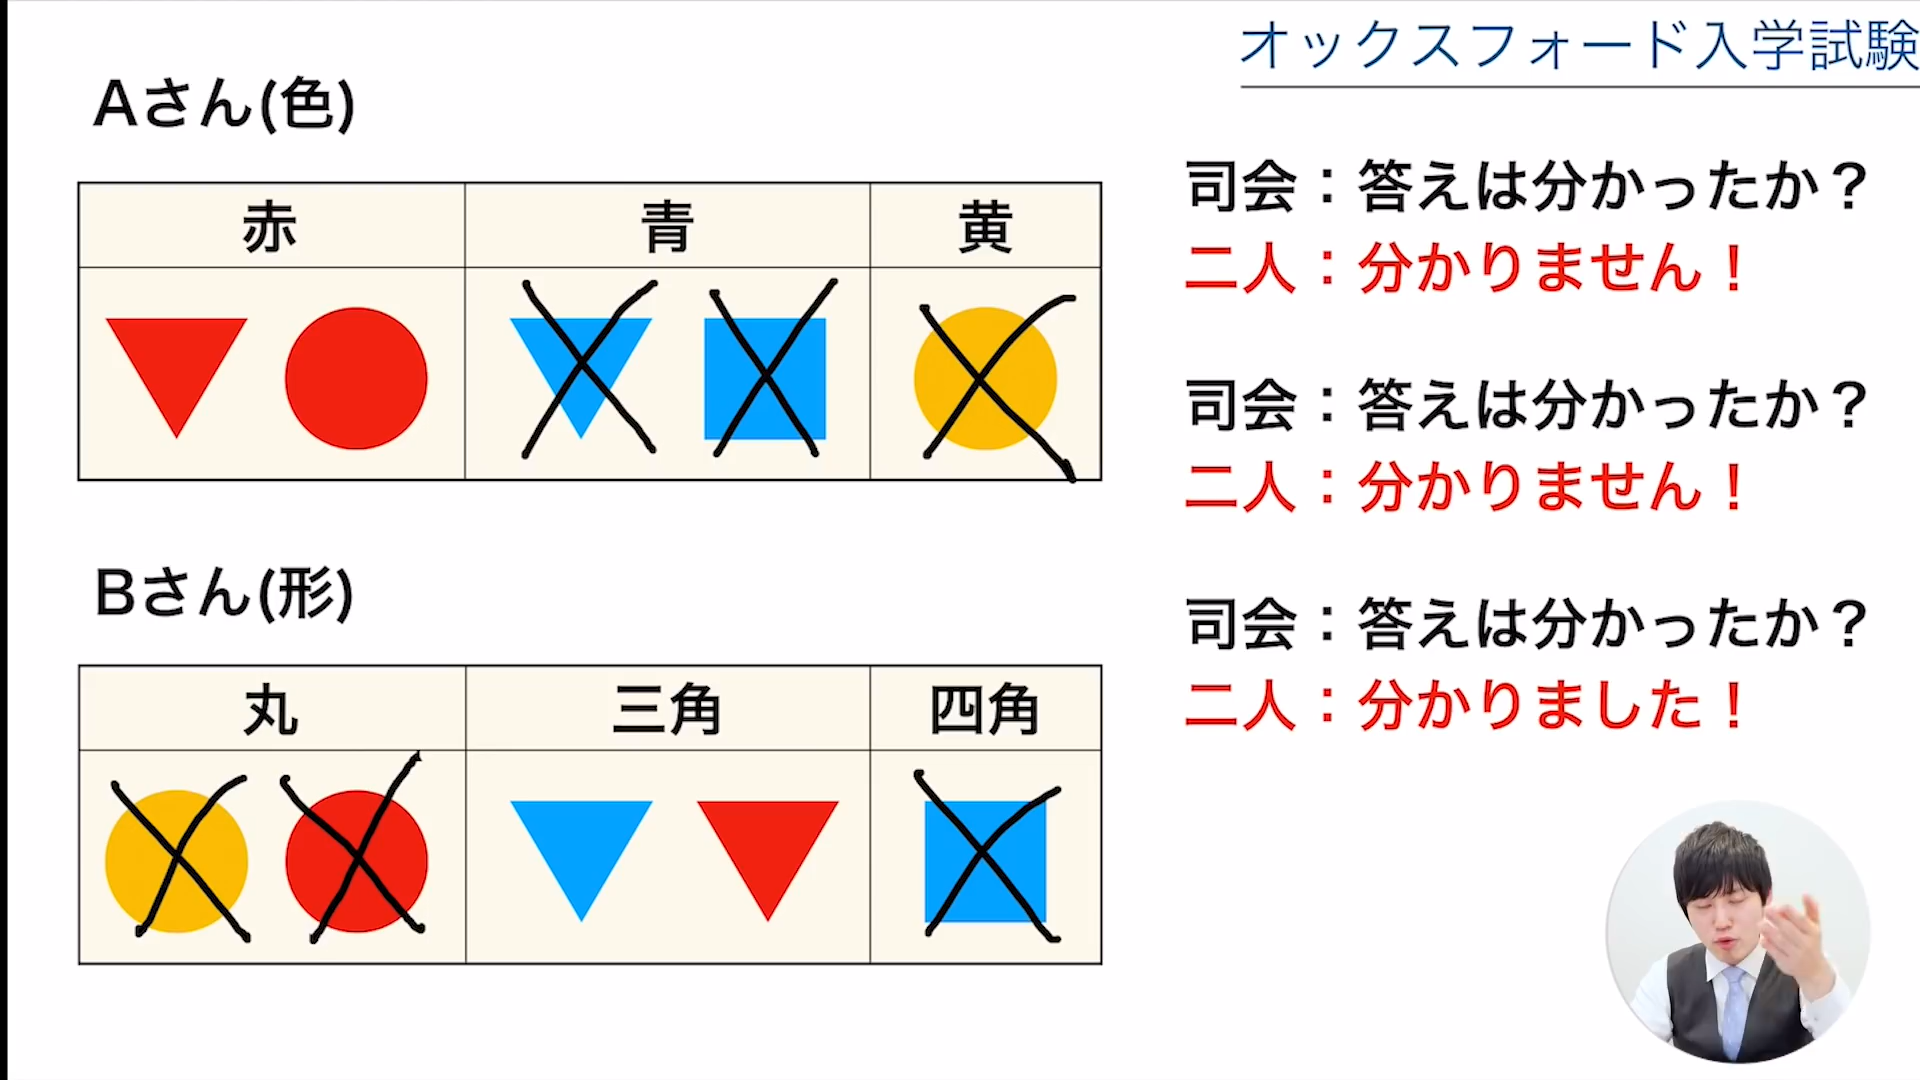 オックスフォード入学試験
Aさん(色)
赤 青 黄
Bさん(形)
丸 三角 四角
司会：答えは分かったか？
二人：分かりません！
司会：答えは分かったか？
二人：分かりません！
司会：答えは分かったか？
二人：分かりました！